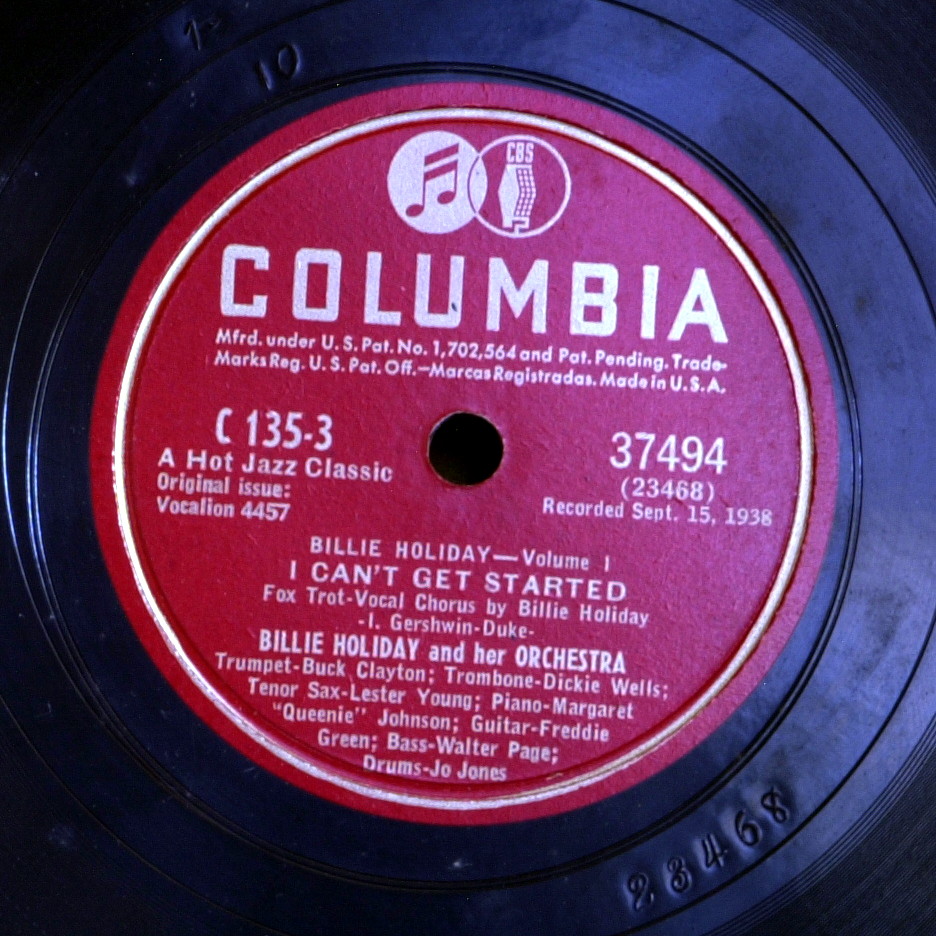 1-
10
CBS
COLUMBIA
Mfrd. under U. S. Pat. No. 1,702,564 and Pat. Pending. Trade-
Marks Reg. U. S. Pat. Off.—Marcas Registradas. Made in U. S. A.
C 135-3
A Hot Jazz Classic
Original issue:
Vocalion 4457
37494
(23468)
Recorded Sept. 15, 1938
BILLIE HOLIDAY—Volume 1
I CAN'T GET STARTED
Fox Trot-Vocal Chorus by Billie Holiday
-I. Gershwin-Duke-
BILLIE HOLIDAY and her ORCHESTRA
Trumpet-Buck Clayton; Trombone-Dickie Wells;
Tenor Sax-Lester Young; Piano-Margaret
"Queenie" Johnson; Guitar-Freddie
Green; Bass-Walter Page;
Drums-Jo Jones
23468